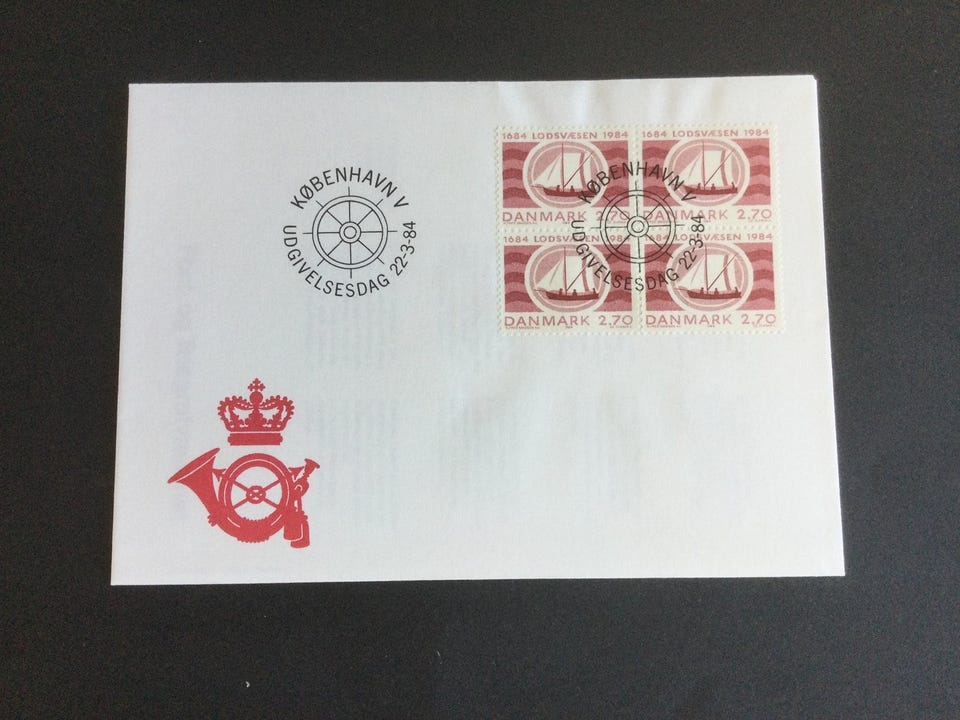 KØBENHAVN V
UDGIVELSESDAG 22-3-84
1684 LODSVÆSEN 1984
DANMARK 2.70
1684 LODSVÆSEN 1984
DANMARK 2.70
KØBENHAVN V
UDGIVELSESDAG 22-3-84
1684 LODSVÆSEN 1984
DANMARK 2.70
1684 LODSVÆSEN 1984
DANMARK 2.70